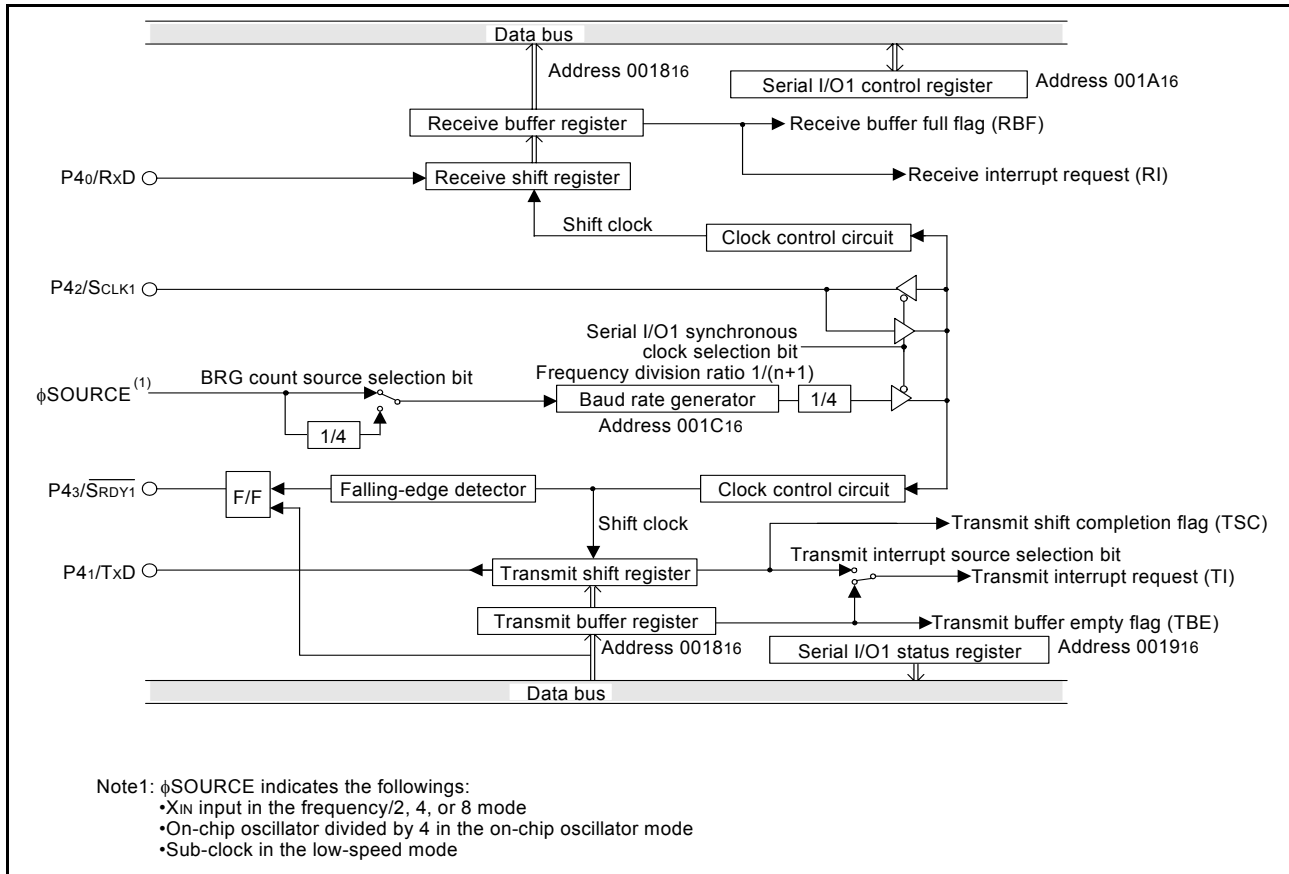 Data bus
Address 001816
Serial I/O1 control register
Address 001A16
Receive buffer register
Receive buffer full flag (RBF)
P40/RXD
Receive shift register
Receive interrupt request (RI)
Shift clock
Clock control circuit
P42/SCLK1
Serial I/O1 synchronous
clock selection bit
BRG count source selection bit
Frequency division ratio 1/(n+1)
ϕSOURCE(1)
Baud rate generator
1/4
Address 001C16
1/4
P43/SRDY1
F/F
Falling-edge detector
Clock control circuit
Shift clock
Transmit shift completion flag (TSC)
Transmit interrupt source selection bit
P41/TXD
Transmit shift register
Transmit interrupt request (TI)
Transmit buffer register
Transmit buffer empty flag (TBE)
Address 001816
Serial I/O1 status register
Address 001916
Data bus
Note1: ϕSOURCE indicates the followings:
•XIN input in the frequency/2, 4, or 8 mode
•On-chip oscillator divided by 4 in the on-chip oscillator mode
•Sub-clock in the low-speed mode